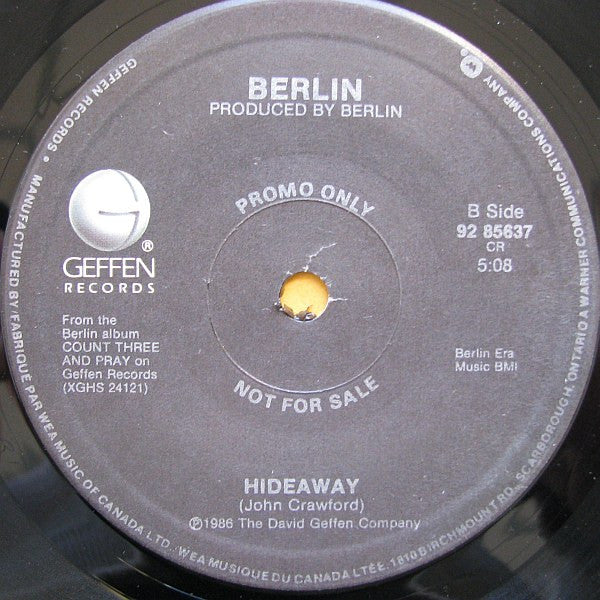 BERLIN
PRODUCED BY BERLIN
PROMO ONLY
B Side
92 85637
CR
5:08
G
®
GEFFEN
RECORDS
From the
Berlin album
COUNT THREE
AND PRAY on
Geffen Records
(XGHS 24121)
Berlin Era
Music BMI
NOT FOR SALE
HIDEAWAY
(John Crawford)
℗1986 The David Geffen Company
GEFFEN RECORDS • MANUFACTURED BY/FABRIQUÉ PAR WEA MUSIC OF CANADA LTD./WEA MUSIQUE DU CANADA LTÉE, 1810 BIRCHMOUNT RD., SCARBOROUGH, ONTARIO A WARNER COMMUNICATIONS COMPANY